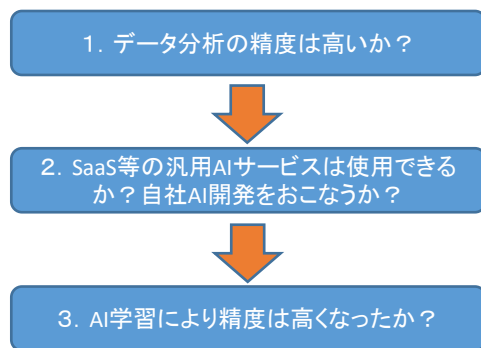 １．データ分析の精度は高いか？
２．SaaS等の汎用AIサービスは使用できる
か？自社AI開発をおこなうか？
３．AI学習により精度は高くなったか？